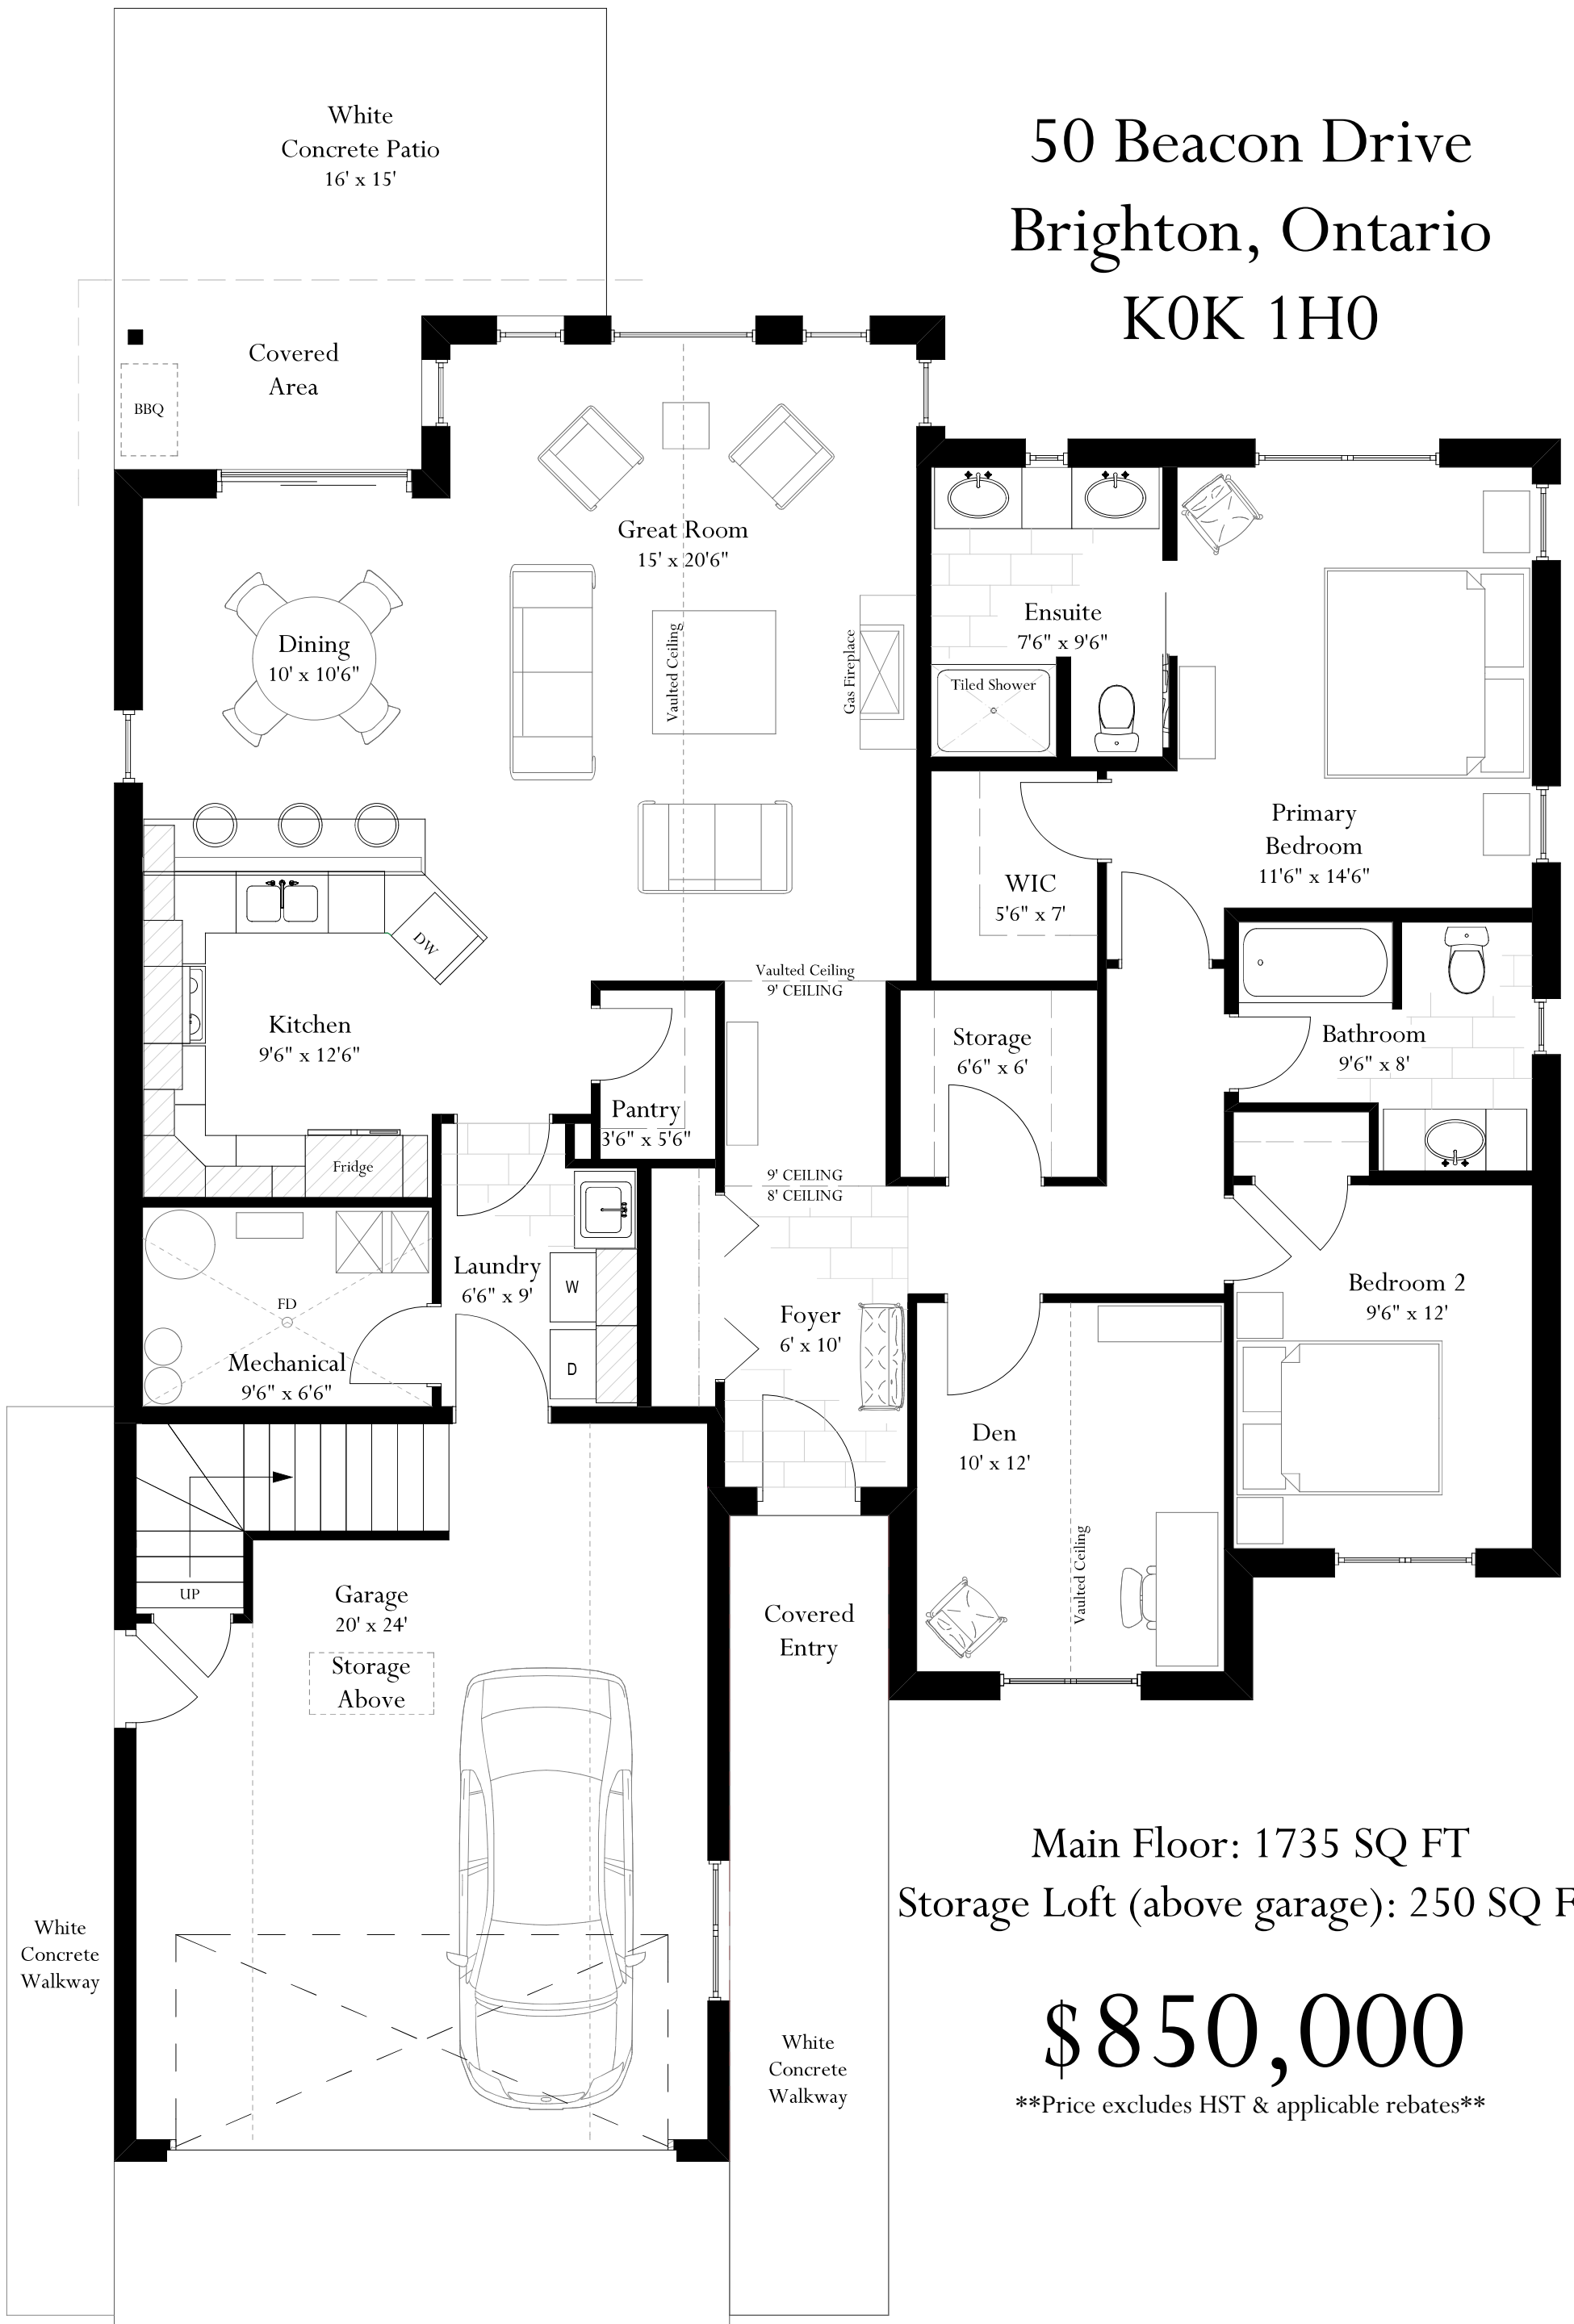 White
Concrete Patio
16' x 15'
50 Beacon Drive
Brighton, Ontario
K0K 1H0
Covered
Area
BBQ
Great Room
15' x 20'6"
Vaulted Ceiling
Gas Fireplace
Dining
10' x 10'6"
Ensuite
7'6" x 9'6"
Tiled Shower
Primary
Bedroom
11'6" x 14'6"
WIC
5'6" x 7'
DW
Kitchen
9'6" x 12'6"
Fridge
Vaulted Ceiling
9' CEILING
Pantry
3'6" x 5'6"
Storage
6'6" x 6'
Bathroom
9'6" x 8'
9' CEILING
8' CEILING
Laundry
6'6" x 9'
W
D
FD
Mechanical
9'6" x 6'6"
Foyer
6' x 10'
Bedroom 2
9'6" x 12'
Den
10' x 12'
Vaulted Ceiling
UP
Garage
20' x 24'
Storage
Above
Covered
Entry
Main Floor: 1735 SQ FT
Storage Loft (above garage): 250 SQ F
White
Concrete
Walkway
White
Concrete
Walkway
$850,000
**Price excludes HST & applicable rebates**